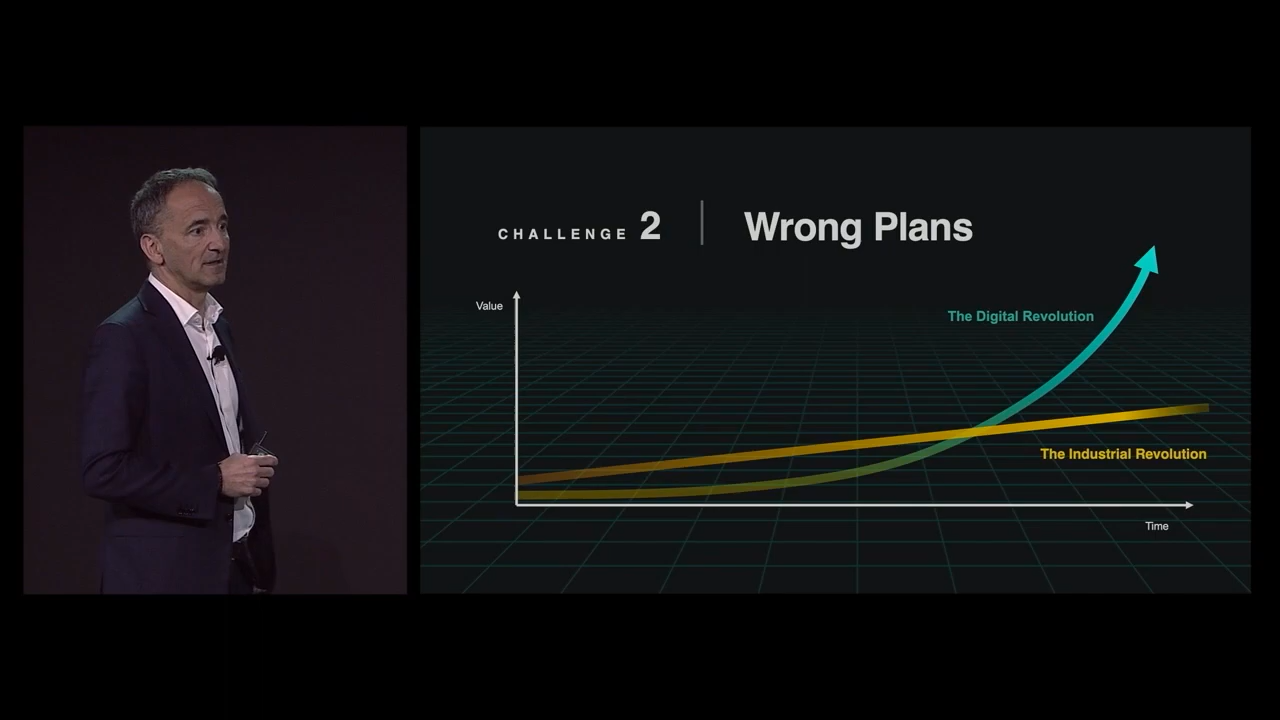 CHALLENGE 2 | Wrong Plans
Value
The Digital Revolution
The Industrial Revolution
Time